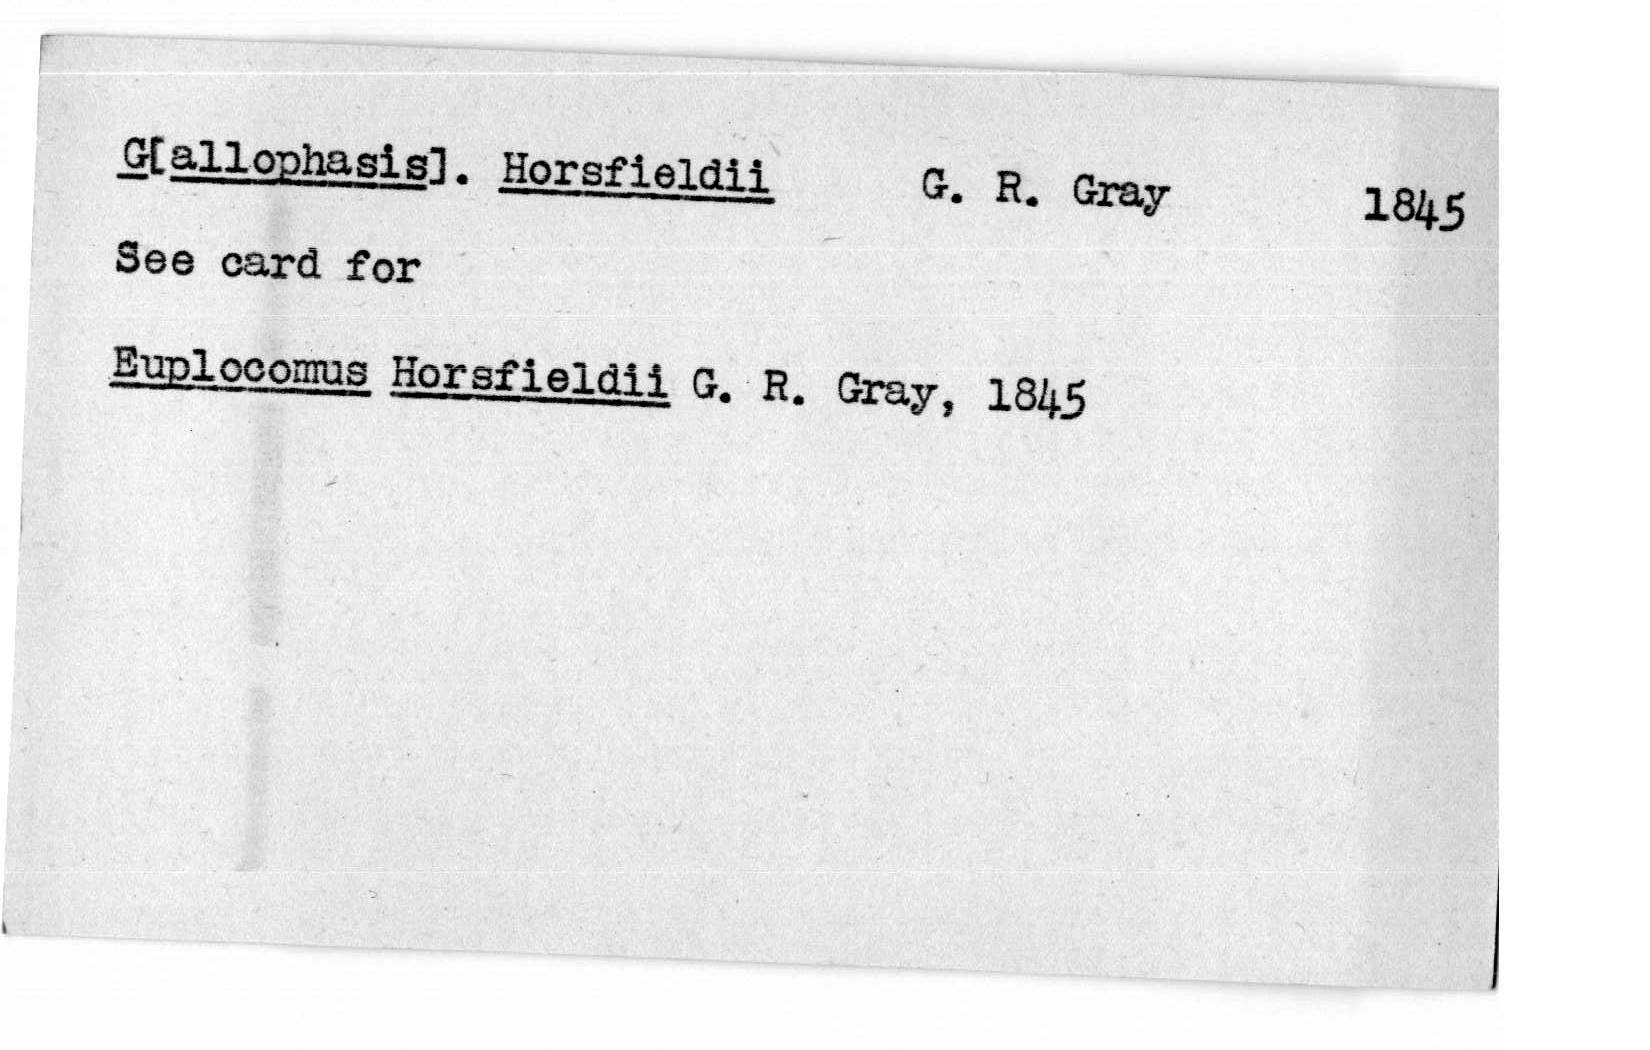 G[allophasis]. Horsfieldii G. R. Gray 1845
See card for
Euplocomus Horsfieldii G. R. Gray, 1845